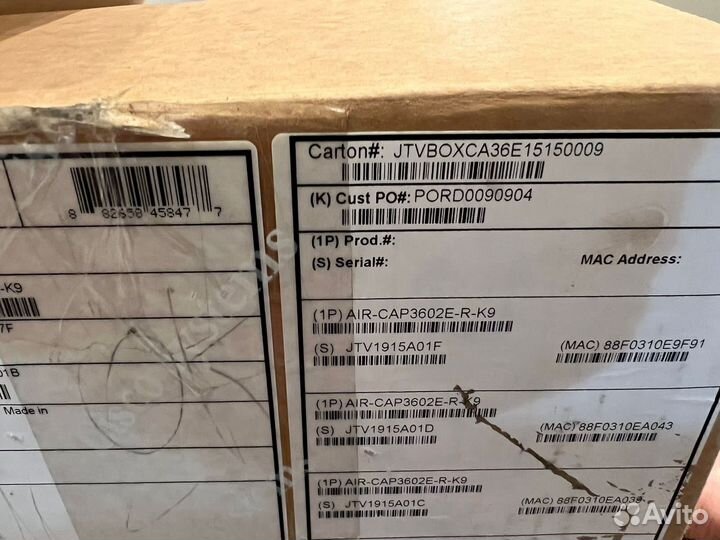 8 82658 45847 7
-K9
7F
01B
Made in
Carton#: JTVBOXCA36E15150009
(K) Cust PO#: PORD0090904
(1P) Prod.#:
(S) Serial#: MAC Address:
(1P) AIR-CAP3602E-R-K9
(S) JTV1915A01F (MAC) 88F0310E9F91
(1P) AIR-CAP3602E-R-K9
(S) JTV1915A01D (MAC) 88F0310EA043
(1P) AIR-CAP3602E-R-K9
(S) JTV1915A01C (MAC) 88F0310EA039
Avito